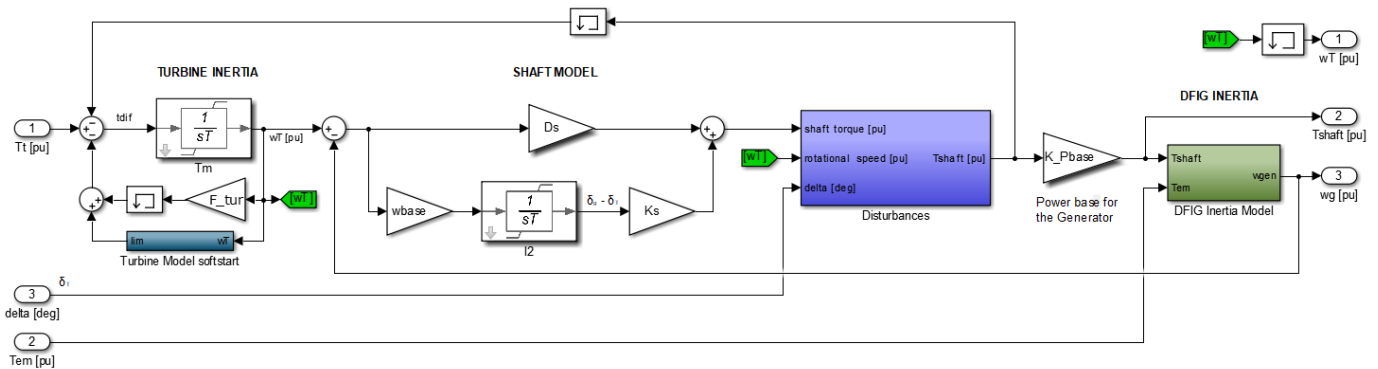 [wT]
1
wT [pu]
TURBINE INERTIA
SHAFT MODEL
DFIG INERTIA
1
Tt [pu]
tdif
1
sT
Tm
wT [pu]
Ds
shaft torque [pu]
rotational speed [pu]
delta [deg]
Tshaft [pu]
Disturbances
[wT]
K_Pbase
Power base for
the Generator
2
Tshaft [pu]
Tshaft
Tem
wgen
DFIG Inertia Model
3
wg [pu]
F_tur
[wT]
lim
wT
Turbine Model softstart
wbase
1
sT
I2
Ks
3
delta [deg]
2
Tem [pu]